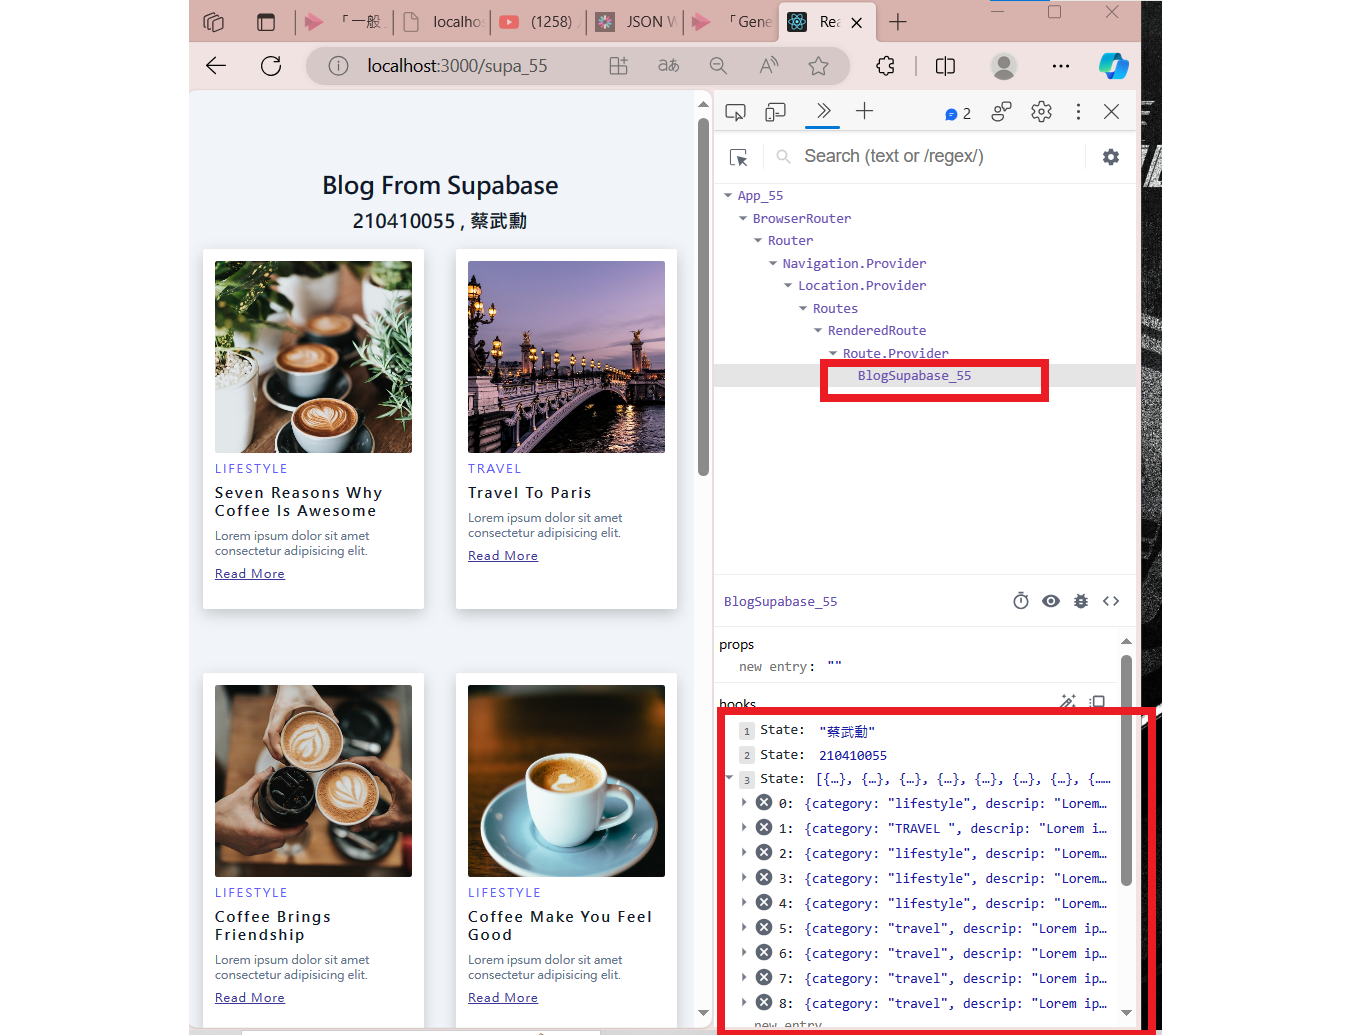 「一般
localhos
(1258)
JSON W
「Gene
Rea
localhost:3000/supa_55
2
Search (text or /regex/)
Blog From Supabase
210410055 , 蔡武勳
LIFESTYLE
Seven Reasons Why
Coffee Is Awesome
Lorem ipsum dolor sit amet
consectetur adipisicing elit.
Read More
TRAVEL
Travel To Paris
Lorem ipsum dolor sit amet
consectetur adipisicing elit.
Read More
LIFESTYLE
Coffee Brings
Friendship
Lorem ipsum dolor sit amet
consectetur adipisicing elit.
Read More
LIFESTYLE
Coffee Make You Feel
Good
Lorem ipsum dolor sit amet
consectetur adipisicing elit.
Read More
App_55
BrowserRouter
Router
Navigation.Provider
Location.Provider
Routes
RenderedRoute
Route.Provider
BlogSupabase_55
BlogSupabase_55
props
new entry: ""
hooks
1 State: "蔡武動"
2 State: 210410055
3 State: [{…}, {…}, {…}, {…}, {…}, {…}, {…}, {……
0: {category: "lifestyle", descrip: "Lorem…
1: {category: "TRAVEL ", descrip: "Lorem i…
2: {category: "lifestyle", descrip: "Lorem…
3: {category: "lifestyle", descrip: "Lorem…
4: {category: "lifestyle", descrip: "Lorem…
5: {category: "travel", descrip: "Lorem ip…
6: {category: "travel", descrip: "Lorem ip…
7: {category: "travel", descrip: "Lorem ip…
8: {category: "travel", descrip: "Lorem ip…
new entry